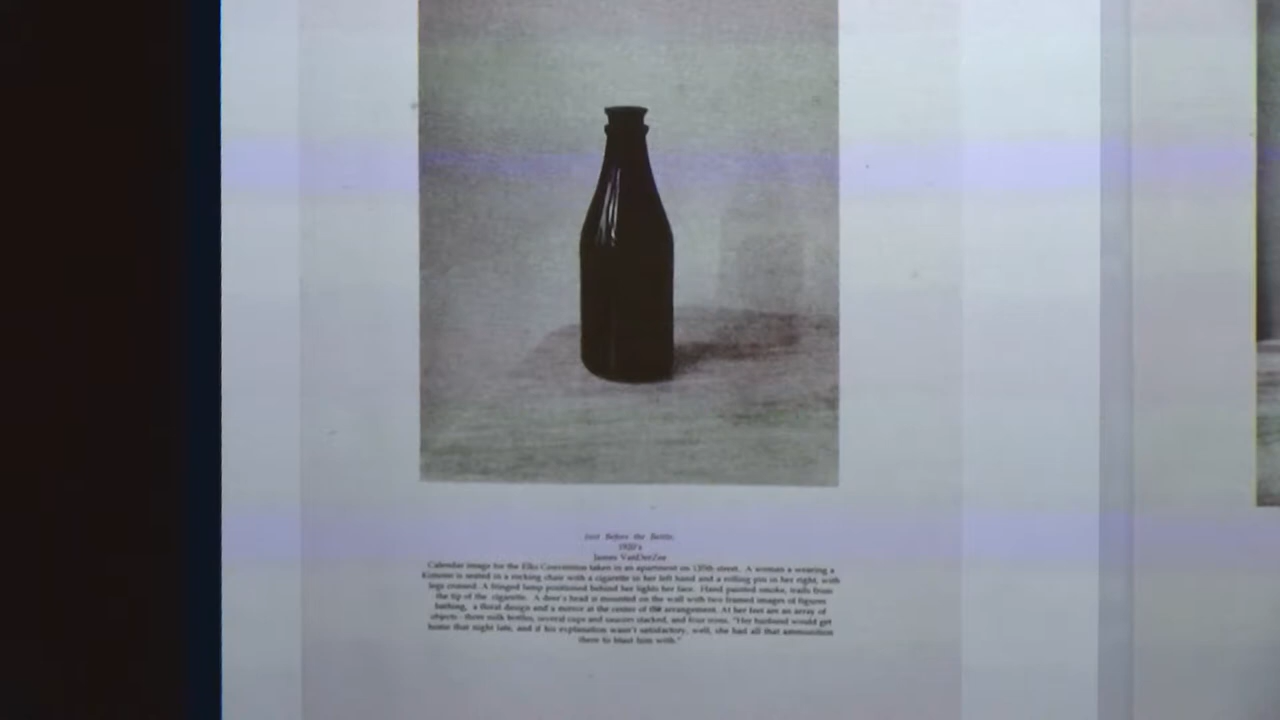 Just Before the Battle,
1920's
James VanDerZee
Calendar image for the Elks Convention taken in an apartment on 137th street. A woman a wearing a
Kimono is seated in a rocking chair with a cigarette in her left hand and a rolling pin in her right, with
legs crossed. A fringed lamp positioned behind her lights her face. Hand painted smoke, trails from
the tip of the cigarette. A deer's head is mounted on the wall with two framed images of figures
bathing, a floral design and a mirror at the center of the arrangement. At her feet are an array of
objects: three milk bottles, several cups and saucers stacked, and four irons. "Her husband would get
home that night late, and if his explanation wasn't satisfactory, well, she had all that ammunition
there to blast him with."